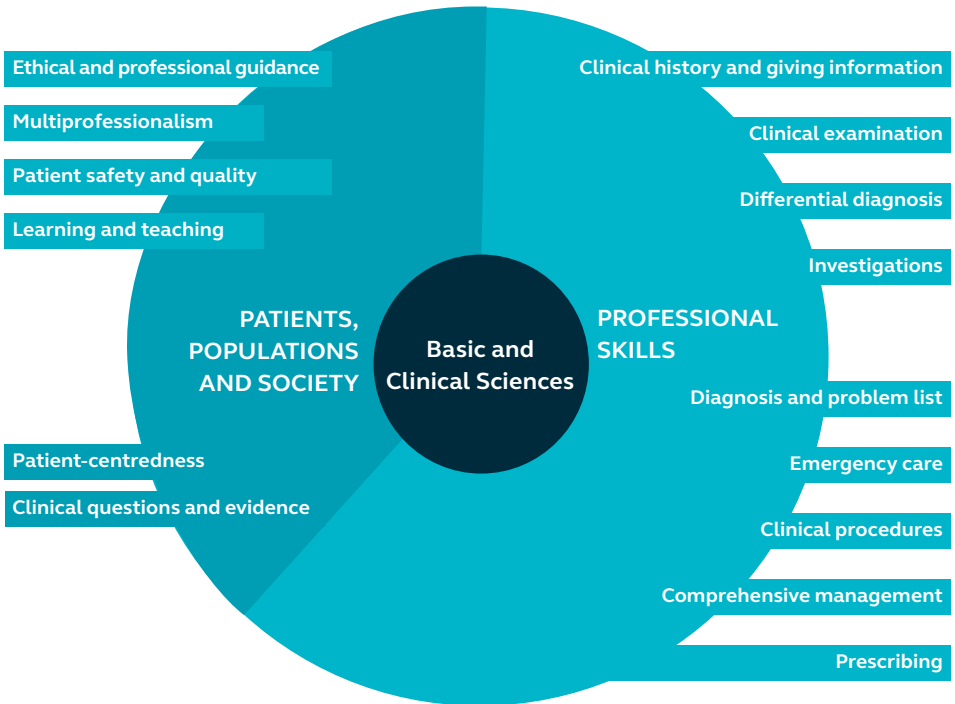 Ethical and professional guidance
Multiprofessionalism
Patient safety and quality
Learning and teaching
PATIENTS,
POPULATIONS
AND SOCIETY
Patient-centredness
Clinical questions and evidence
Basic and
Clinical Sciences
PROFESSIONAL
SKILLS
Clinical history and giving information
Clinical examination
Differential diagnosis
Investigations
Diagnosis and problem list
Emergency care
Clinical procedures
Comprehensive management
Prescribing